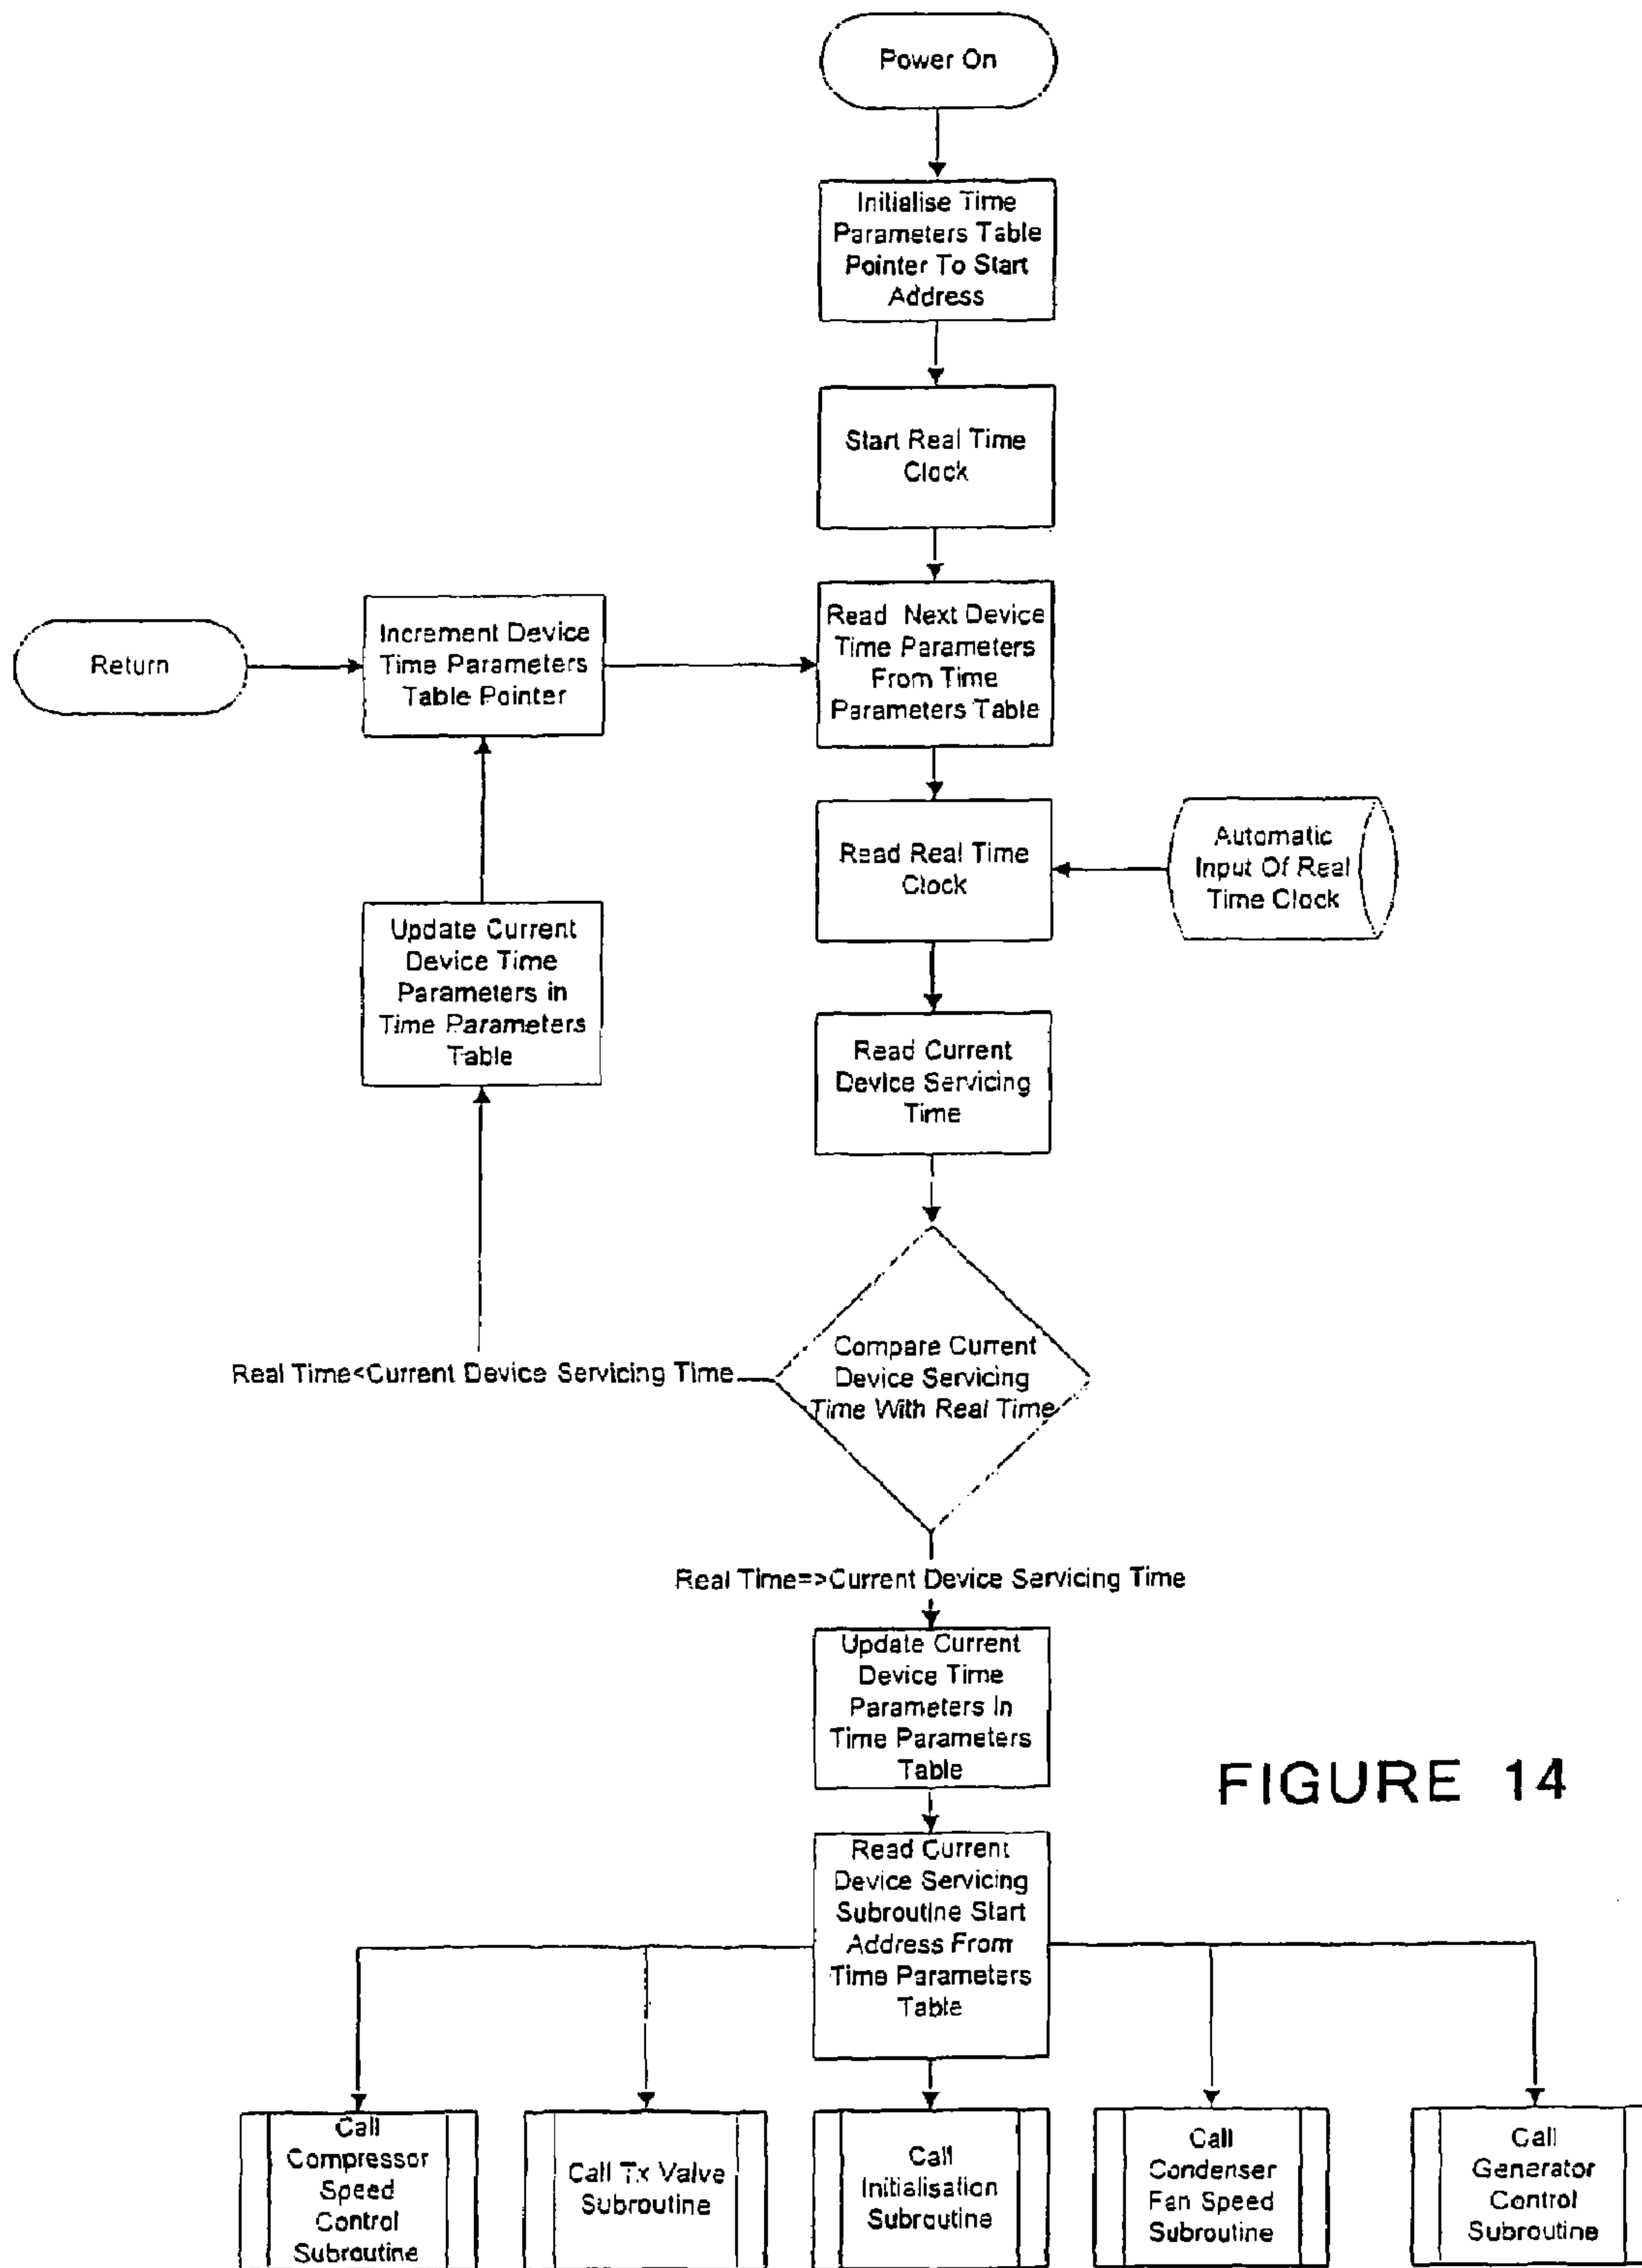 Power On
Initialise Time
Parameters Table
Pointer To Start
Address
Start Real Time
Clock
Return
Increment Device
Time Parameters
Table Pointer
Read Next Device
Time Parameters
From Time
Parameters Table
Read Real Time
Clock
Automatic
Input Of Real
Time Clock
Update Current
Device Time
Parameters in
Time Parameters
Table
Read Current
Device Servicing
Time
Compare Current
Device Servicing
Time With Real Time
Real Time<Current Device Servicing Time
Real Time=>Current Device Servicing Time
Update Current
Device Time
Parameters In
Time Parameters
Table
FIGURE 14
Read Current
Device Servicing
Subroutine Start
Address From
Time Parameters
Table
Call
Compressor
Speed
Control
Subroutine
Call Tx Valve
Subroutine
Call
Initialisation
Subroutine
Call
Condenser
Fan Speed
Subroutine
Call
Generator
Control
Subroutine